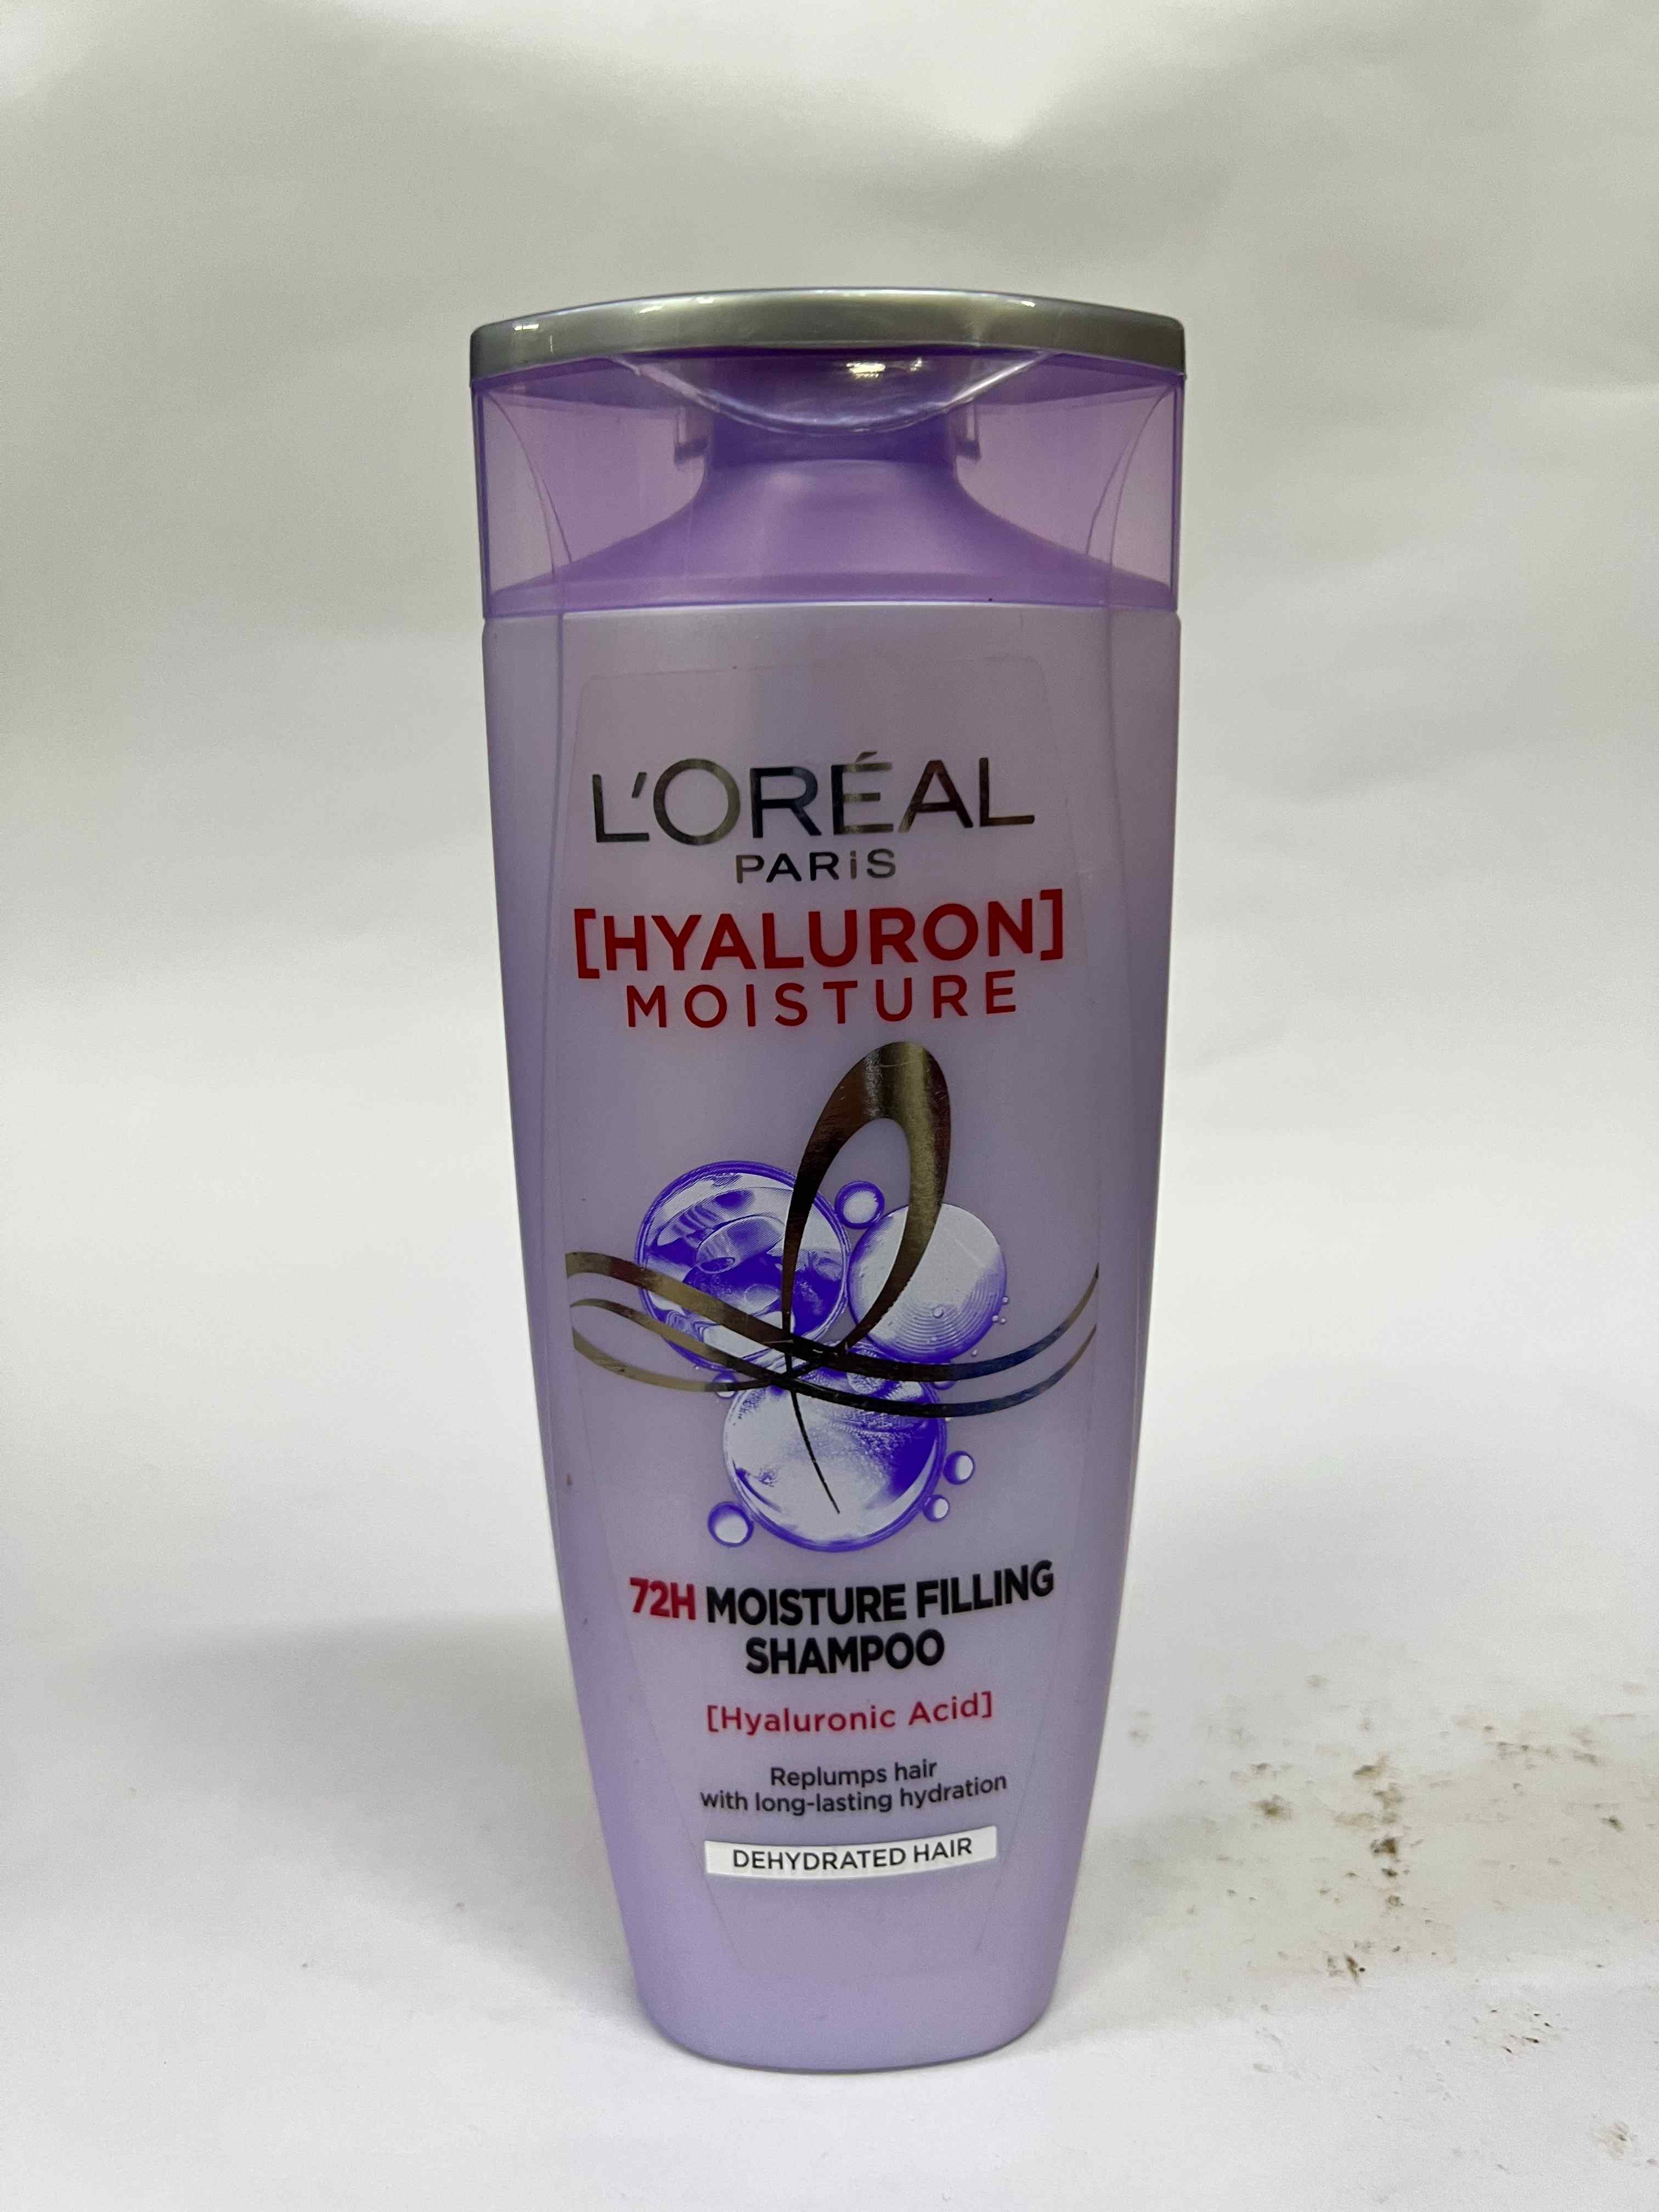 L'ORÉAL
PARiS
[HYALURON]
MOISTURE
72H MOISTURE FILLING
SHAMPOO
[Hyaluronic Acid]
Replumps hair
with long-lasting hydration
DEHYDRATED HAIR